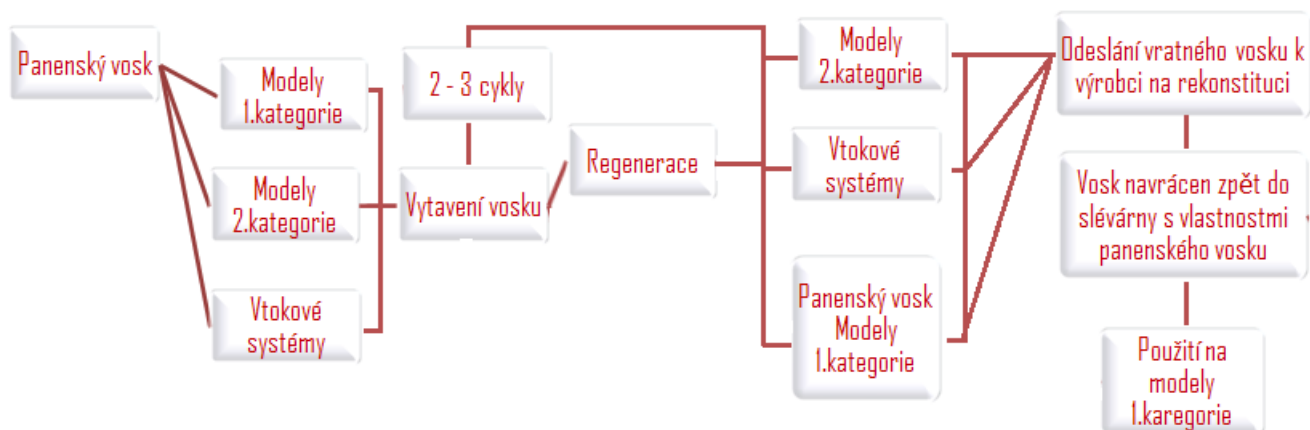 Panenský vosk
Modely
1.kategorie
Modely
2.kategorie
Vtokové
systémy
2 - 3 cykly
Vytavení vosku
Regenerace
Modely
2.kategorie
Vtokové
systémy
Panenský vosk
Modely
1.kategorie
Odeslání vratného vosku k
výrobci na rekonstituci
Vosk navrácen zpět do
slévárny s vlastnostmi
panenského vosku
Použití na
modely
1.karegorie